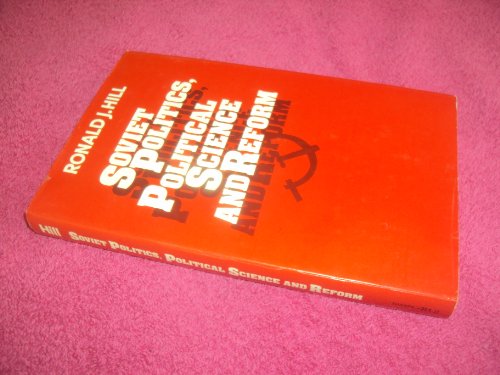 RONALD J. HILL
SOVIET
POLITICS,
POLITICAL
SCIENCE
AND REFORM
Hill SOVIET POLITICS, POLITICAL SCIENCE AND REFORM